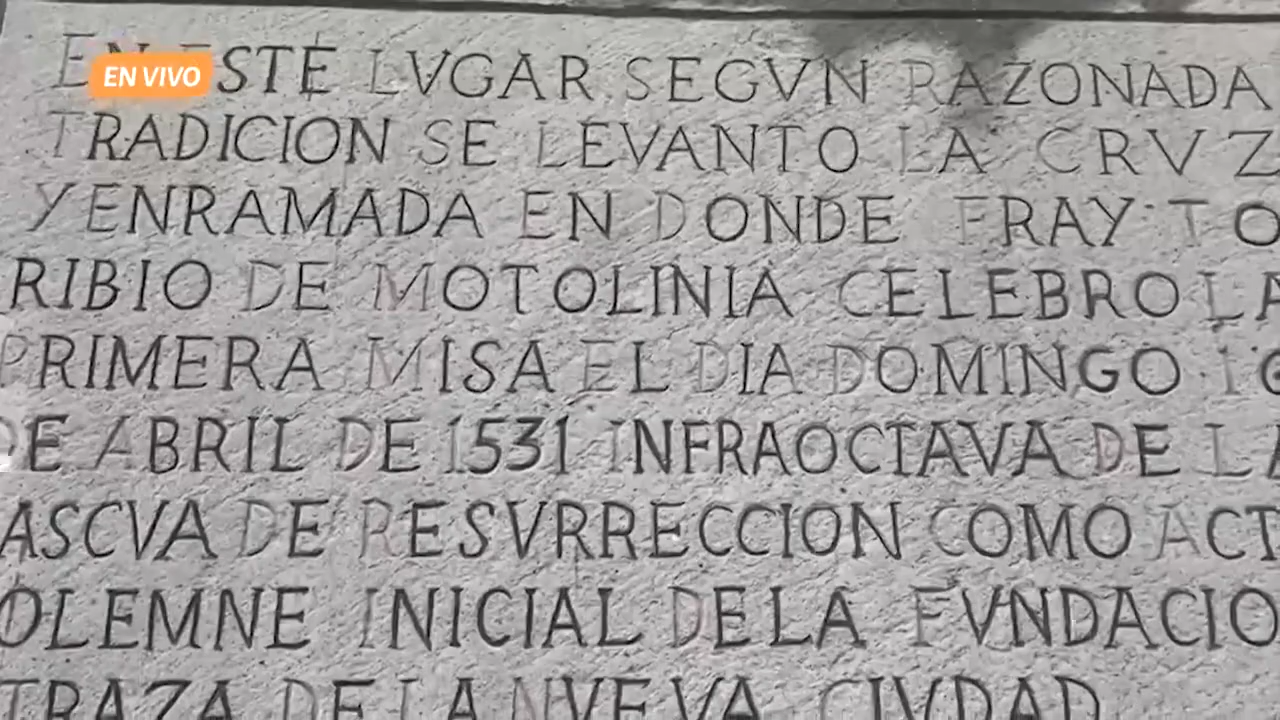 EN ESTE LVGAR SEGVN RAZONADA
EN VIVO
TRADICION SE LEVANTO LA CRVZ
Y ENRAMADA EN DONDE FRAY TO
RIBIO DE MOTOLINIA CELEBRO LA
PRIMERA MISA EL DIA DOMINGO 16
DE ABRIL DE 1531 INFRAOCTAVA DE LA
ASCVA DE RESVRRECCION COMO ACT
OLEMNE INICIAL DE LA FVNDACIO
TRAZA DE LA NVEVA CIVDAD